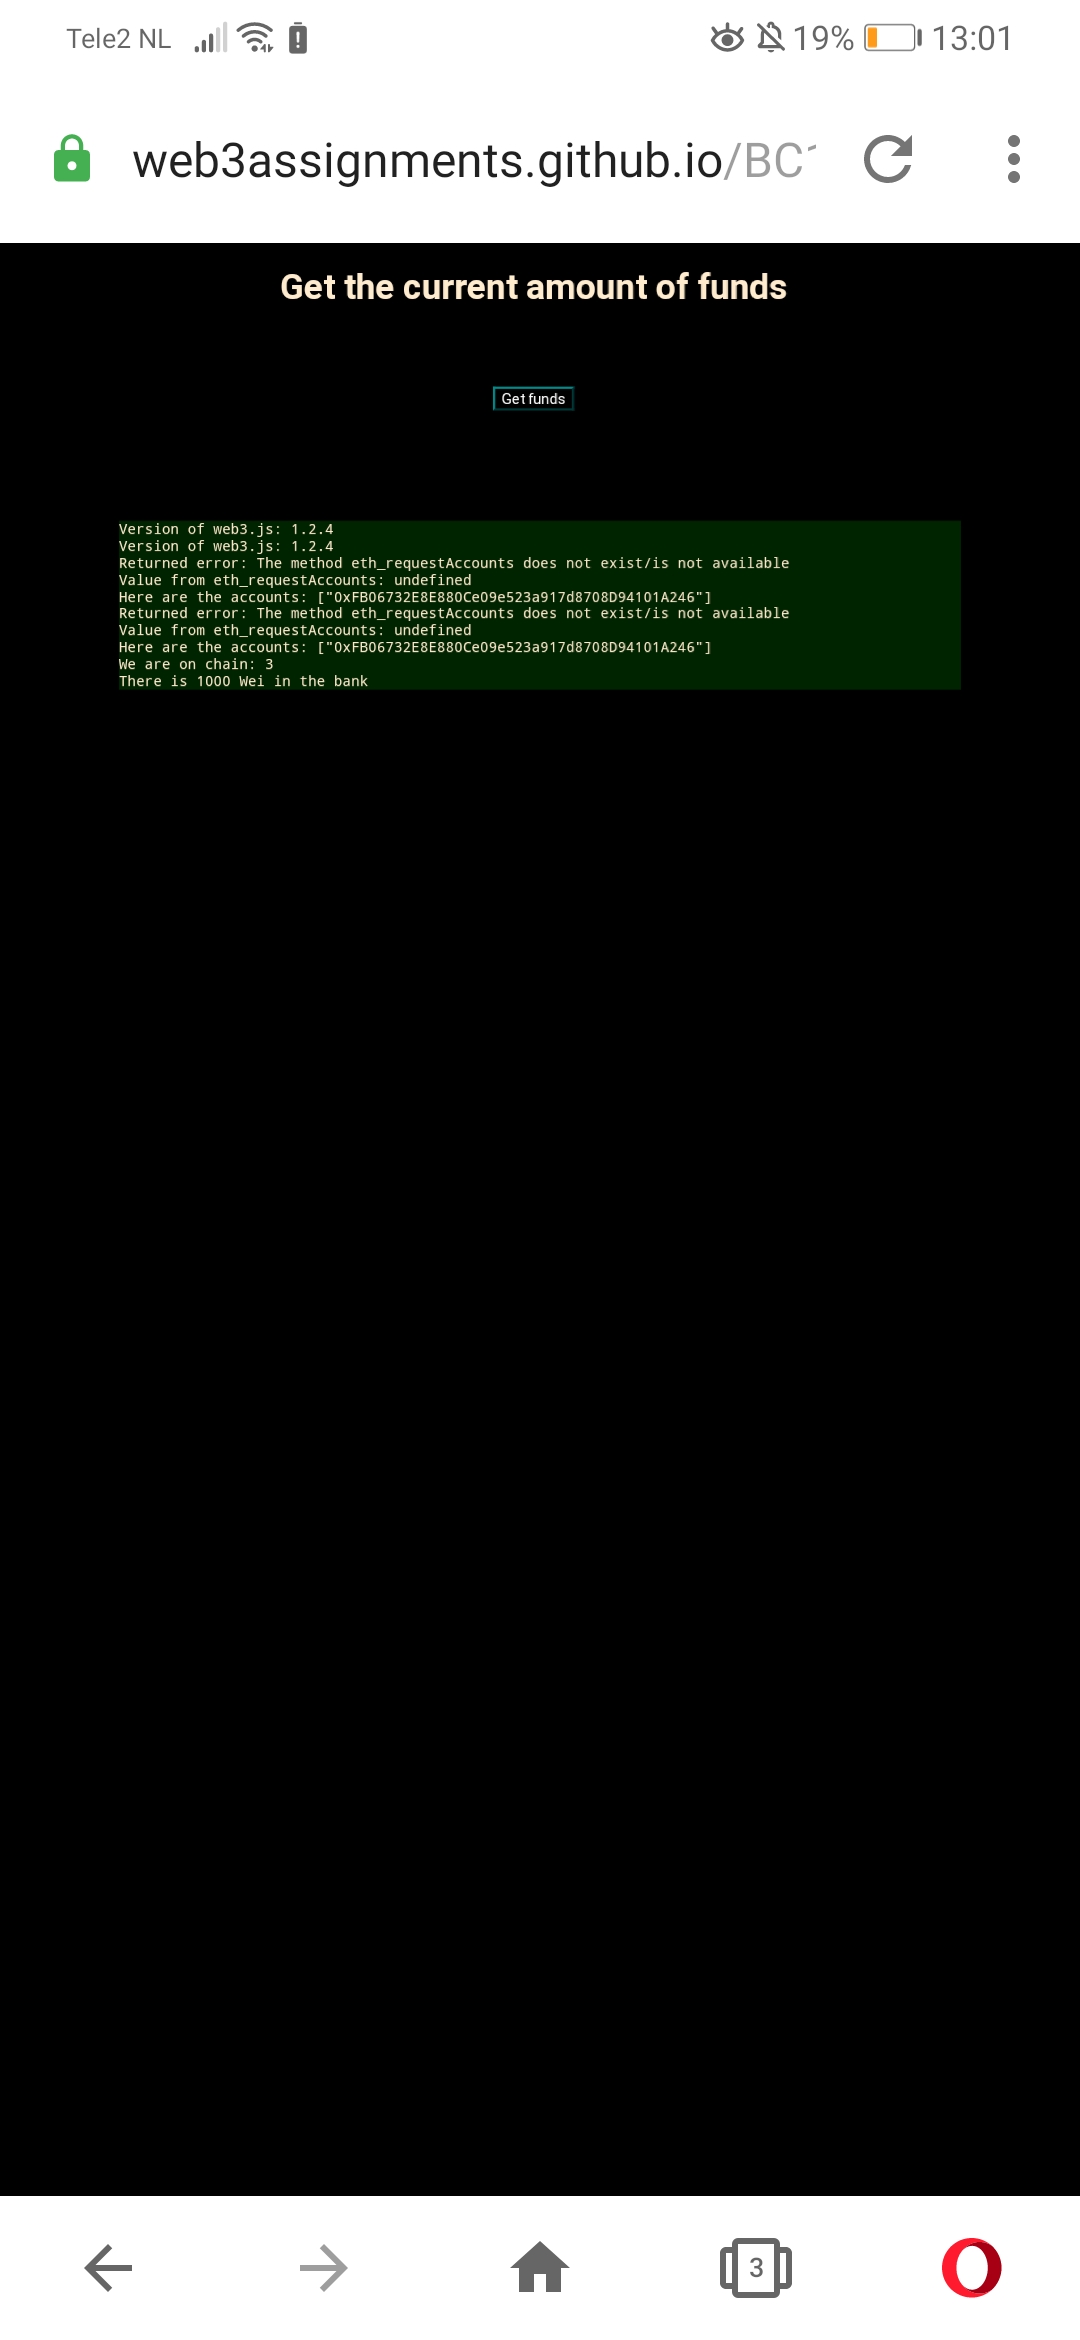 Tele2 NL 19% 13:01
web3assignments.github.io/BC
Get the current amount of funds
Get funds
Version of web3.js: 1.2.4
Version of web3.js: 1.2.4
Returned error: The method eth_requestAccounts does not exist/is not available
Value from eth_requestAccounts: undefined
Here are the accounts: ["0xFB06732E8E880Ce09e523a917d8708D94101A246"]
Returned error: The method eth_requestAccounts does not exist/is not available
Value from eth_requestAccounts: undefined
Here are the accounts: ["0xFB06732E8E880Ce09e523a917d8708D94101A246"]
We are on chain: 3
There is 1000 Wei in the bank
3